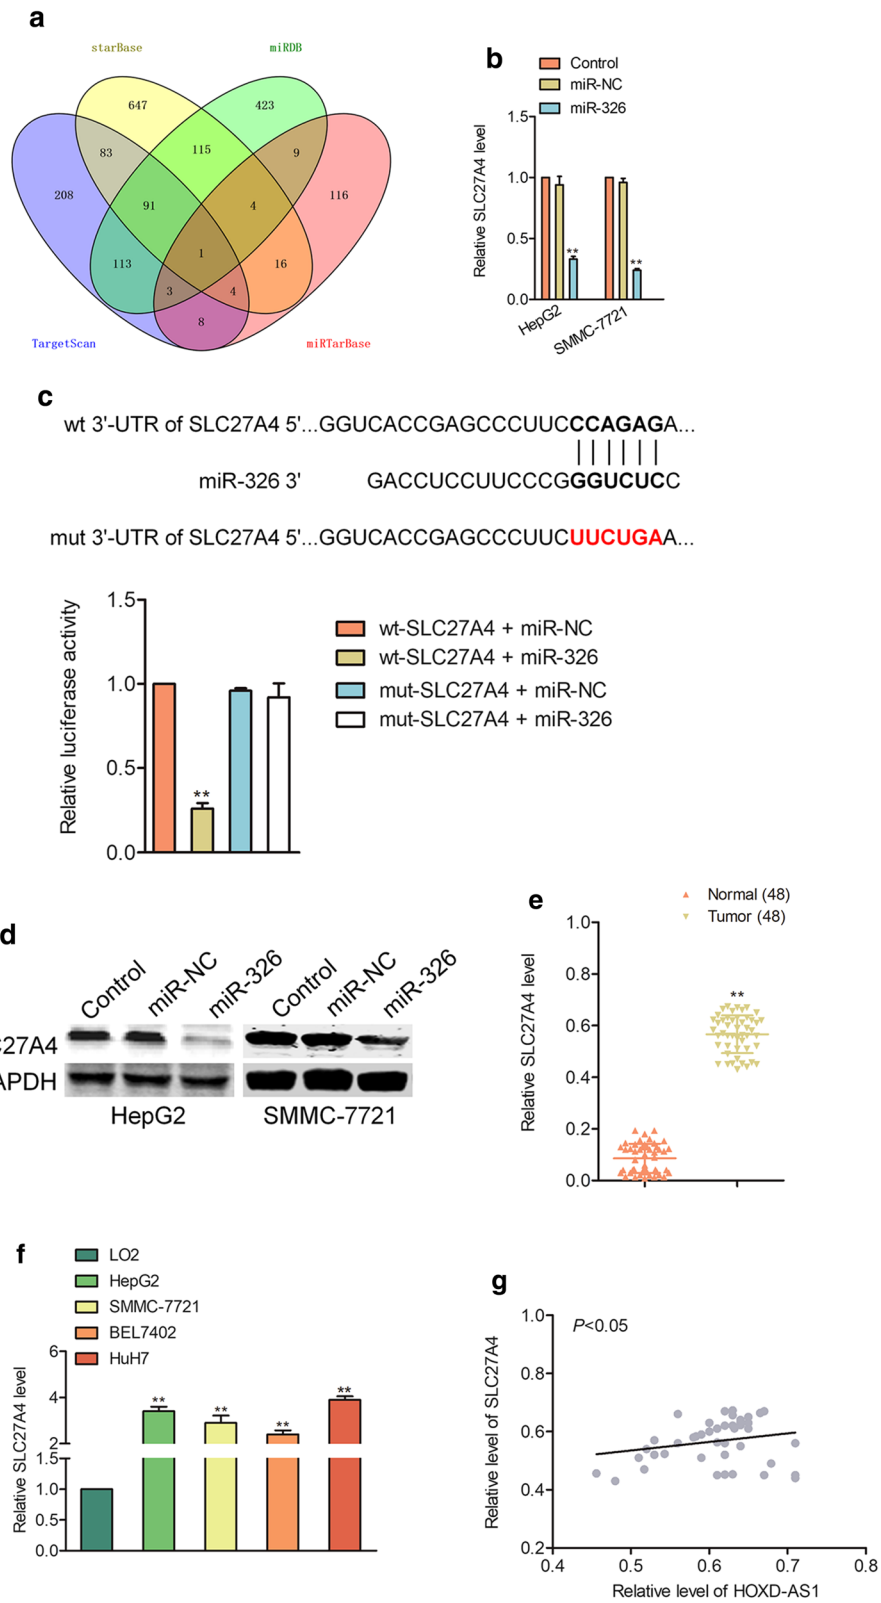 a
starBase
miRDB
647
423
83
115
9
208
91
4
116
113
1
16
3
4
8
TargetScan
miRTarBase
b
Control
miR-NC
miR-326
Relative SLC27A4 level
1.5
1.0
0.5
0.0
**
**
HepG2
SMMC-7721
c
wt 3'-UTR of SLC27A4 5'...GGUCACCGAGCCCUUCCCAGAGA...
miR-326 3' GACCUCCUUCCCGGGUCUCC
mut 3'-UTR of SLC27A4 5'...GGUCACCGAGCCCUUCUUCUGAA...
Relative luciferase activity
1.5
1.0
0.5
0.0
**
wt-SLC27A4 + miR-NC
wt-SLC27A4 + miR-326
mut-SLC27A4 + miR-NC
mut-SLC27A4 + miR-326
d
Control
miR-NC
miR-326
Control
miR-NC
miR-326
C27A4
APDH
HepG2
SMMC-7721
e
Normal (48)
Tumor (48)
Relative SLC27A4 level
1.0
0.8
0.6
0.4
0.2
0.0
**
f
LO2
HepG2
SMMC-7721
BEL7402
HuH7
Relative SLC27A4 level
6
4
2
1.5
1.0
0.5
0.0
**
**
**
**
g
P<0.05
Relative level of SLC27A4
1.0
0.8
0.6
0.4
0.2
0.4
0.5
0.6
0.7
0.8
Relative level of HOXD-AS1